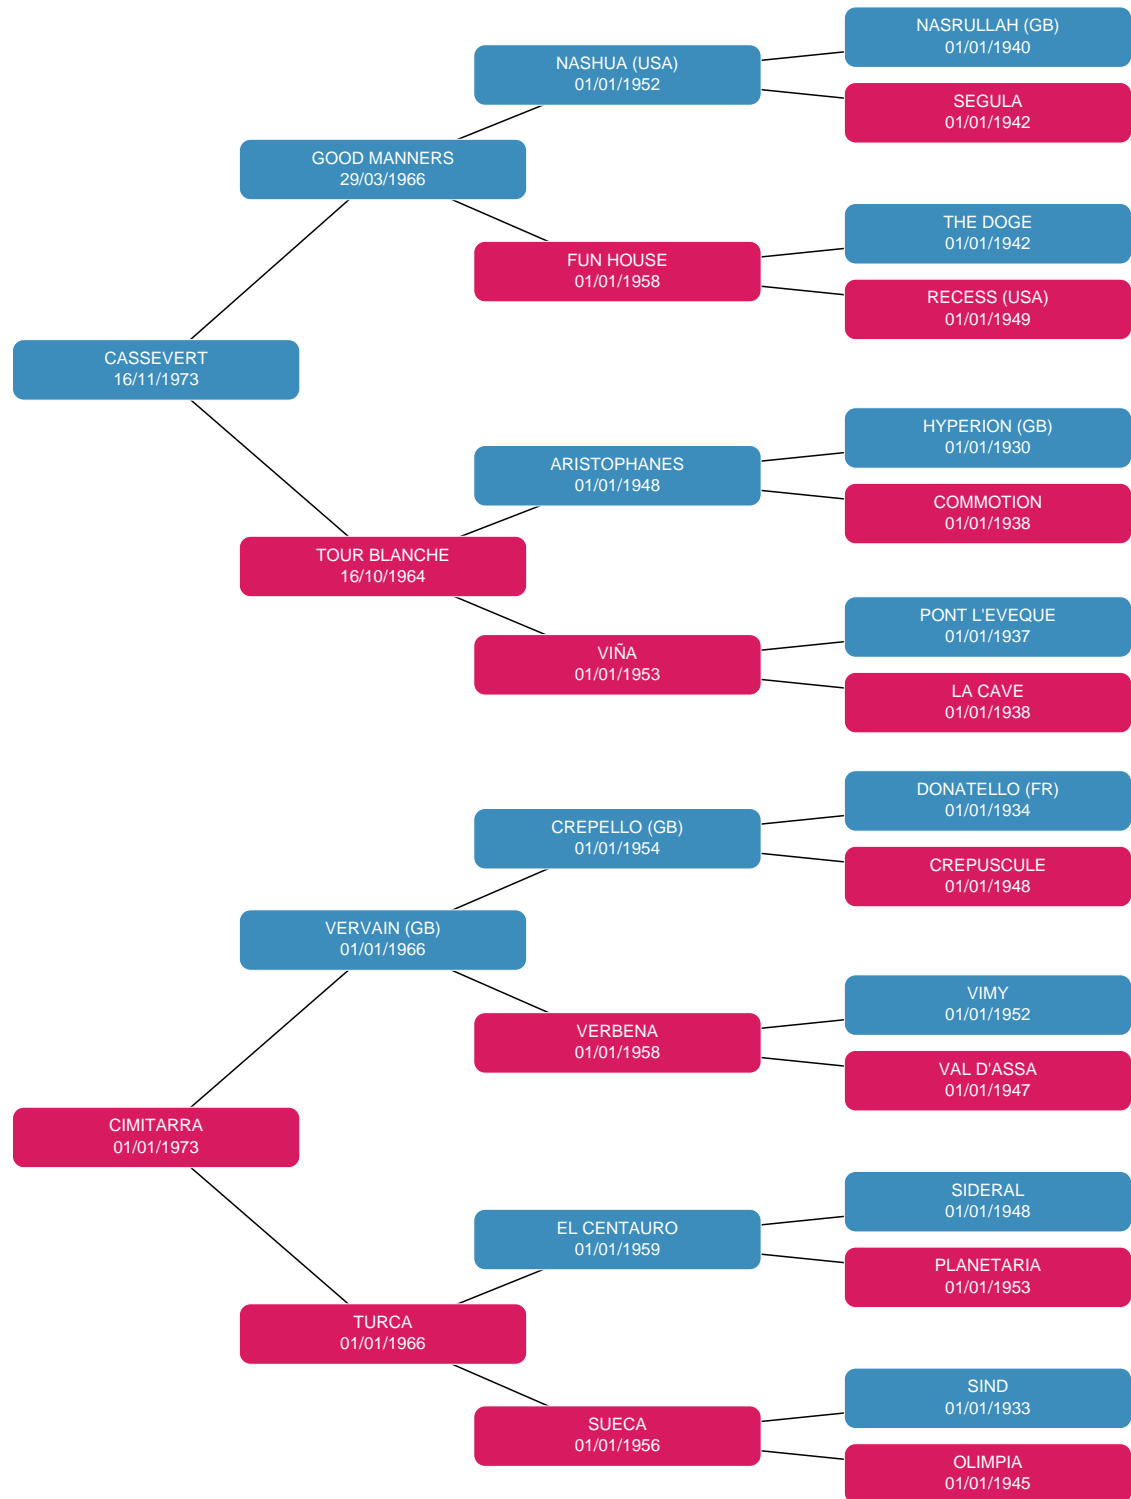 NASRULLAH (GB)
01/01/1940
NASHUA (USA)
01/01/1952
SEGULA
01/01/1942
GOOD MANNERS
29/03/1966
THE DOGE
01/01/1942
FUN HOUSE
01/01/1958
RECESS (USA)
01/01/1949
CASSEVERT
16/11/1973
HYPERION (GB)
01/01/1930
ARISTOPHANES
01/01/1948
COMMOTION
01/01/1938
TOUR BLANCHE
16/10/1964
PONT L'EVEQUE
01/01/1937
VIÑA
01/01/1953
LA CAVE
01/01/1938
DONATELLO (FR)
01/01/1934
CREPELLO (GB)
01/01/1954
CREPUSCULE
01/01/1948
VERVAIN (GB)
01/01/1966
VIMY
01/01/1952
VERBENA
01/01/1958
VAL D'ASSA
01/01/1947
CIMITARRA
01/01/1973
SIDERAL
01/01/1948
EL CENTAURO
01/01/1959
PLANETARIA
01/01/1953
TURCA
01/01/1966
SIND
01/01/1933
SUECA
01/01/1956
OLIMPIA
01/01/1945